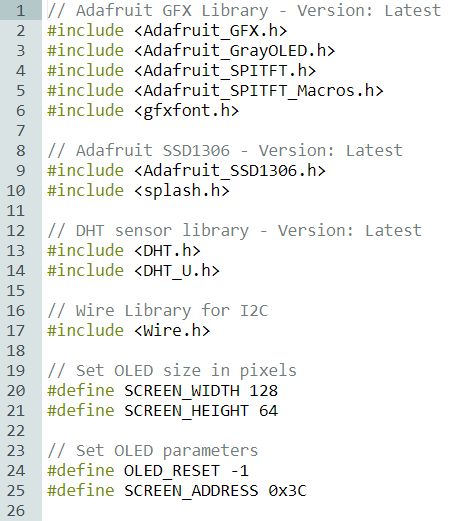 1 // Adafruit GFX Library - Version: Latest
2 #include <Adafruit_GFX.h>
3 #include <Adafruit_GrayOLED.h>
4 #include <Adafruit_SPITFT.h>
5 #include <Adafruit_SPITFT_Macros.h>
6 #include <gfxfont.h>
7
8 // Adafruit SSD1306 - Version: Latest
9 #include <Adafruit_SSD1306.h>
10 #include <splash.h>
11
12 // DHT sensor library - Version: Latest
13 #include <DHT.h>
14 #include <DHT_U.h>
15
16 // Wire Library for I2C
17 #include <Wire.h>
18
19 // Set OLED size in pixels
20 #define SCREEN_WIDTH 128
21 #define SCREEN_HEIGHT 64
22
23 // Set OLED parameters
24 #define OLED_RESET -1
25 #define SCREEN_ADDRESS 0x3C
26